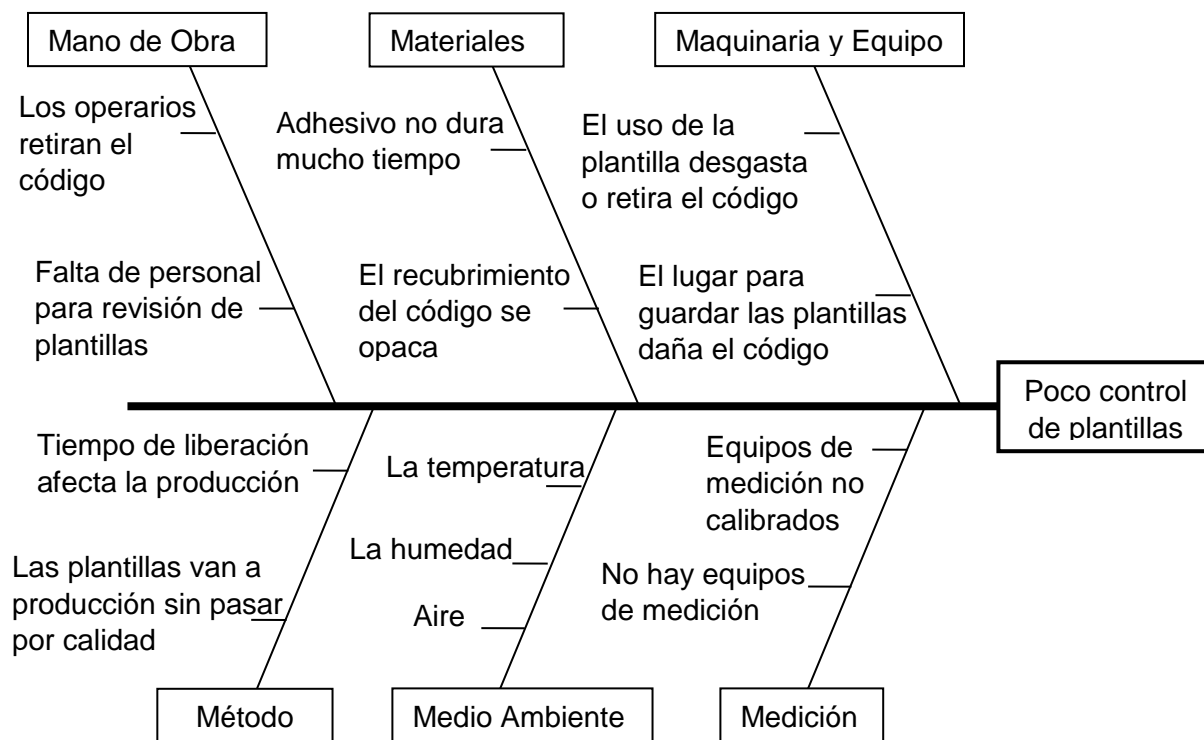 Mano de Obra
Materiales
Maquinaria y Equipo
Los operarios
retiran el
código
Adhesivo no dura
mucho tiempo
El uso de la
plantilla desgasta
o retira el código
Falta de personal
para revisión de
plantillas
El recubrimiento
del código se
opaca
El lugar para
guardar las plantillas
daña el código
Poco control
de plantillas
Tiempo de liberación
afecta la producción
La temperatura
Equipos de
medición no
calibrados
Las plantillas van a
producción sin pasar
por calidad
La humedad
Aire
No hay equipos
de medición
Método
Medio Ambiente
Medición